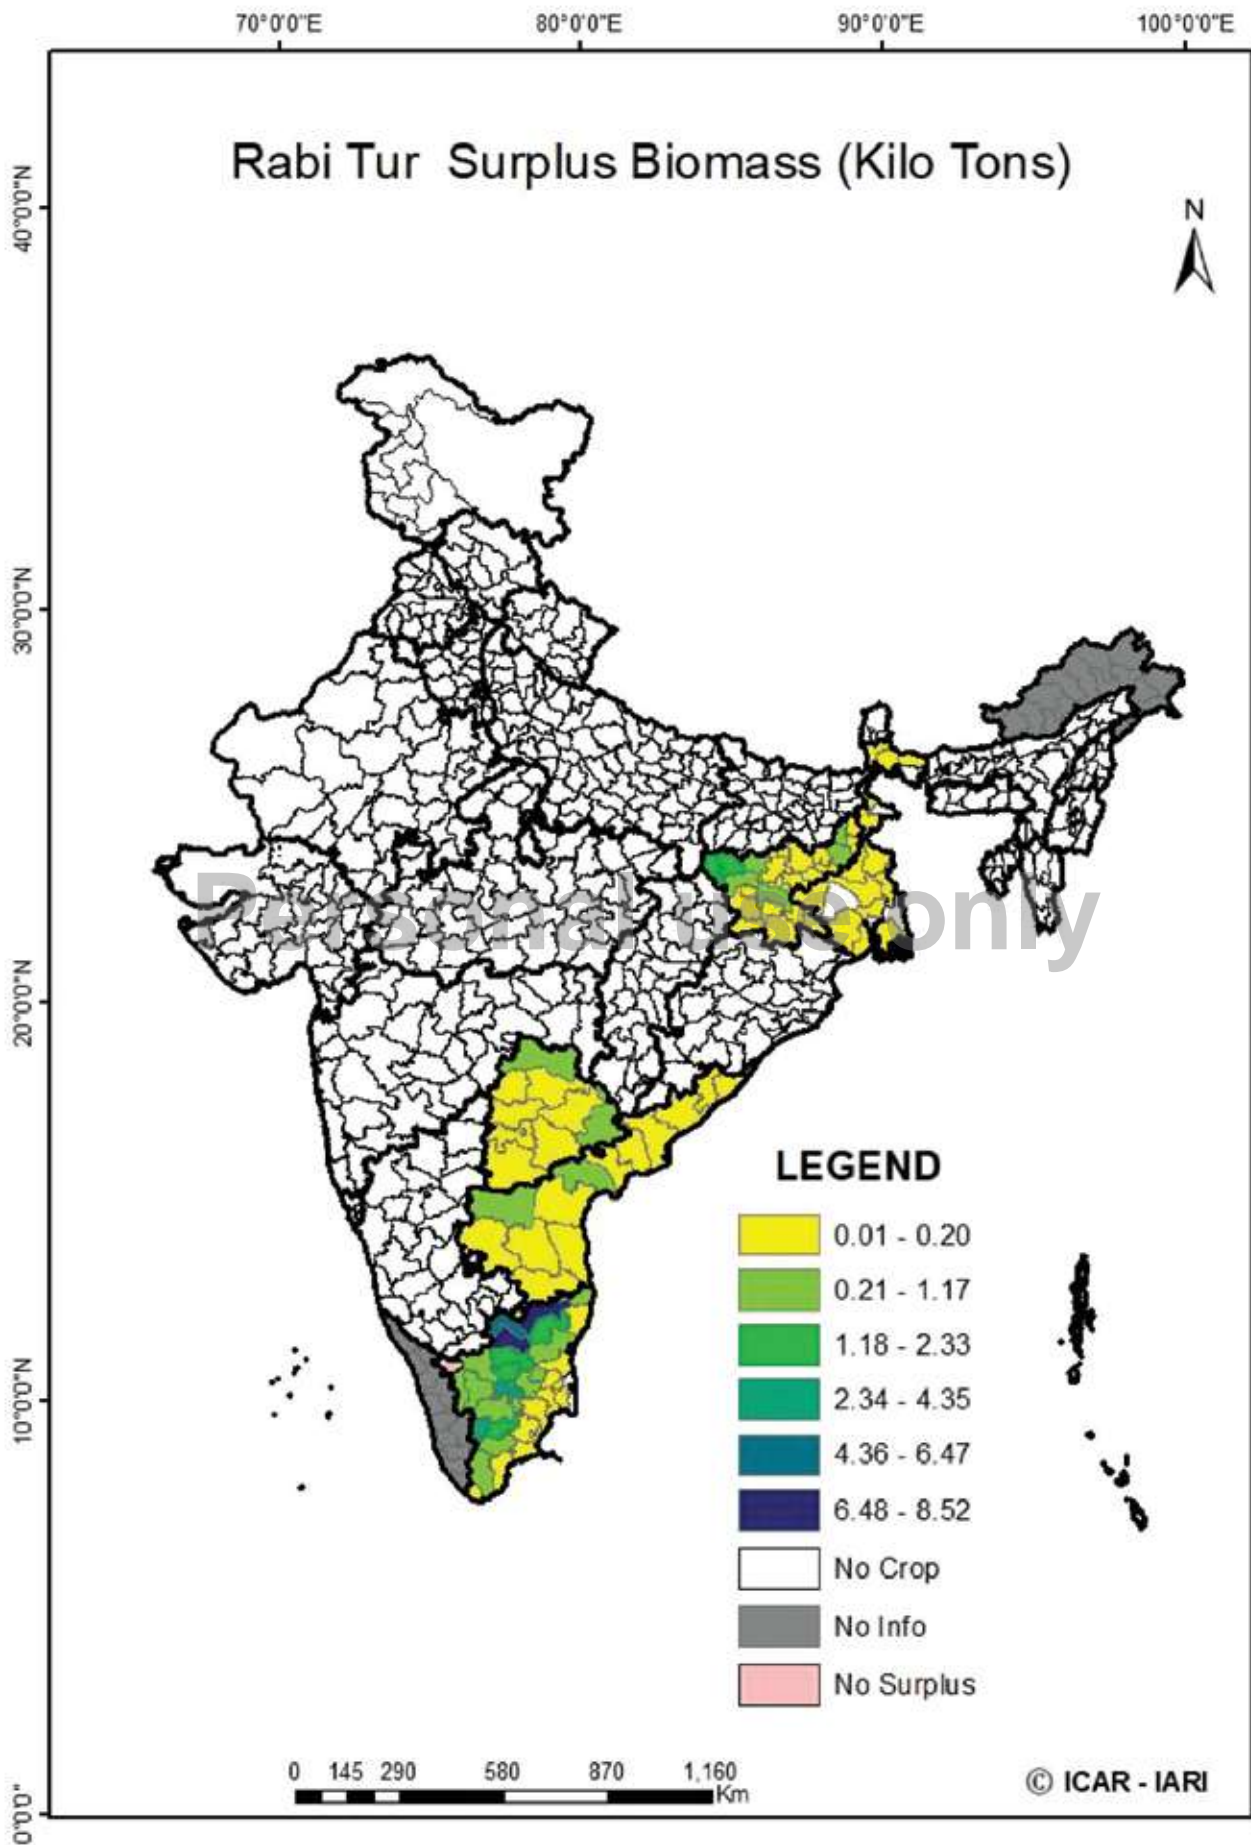 70°0'0"E 80°0'0"E 90°0'0"E 100°0'0"E
Rabi Tur Surplus Biomass (Kilo Tons)
N
40°0'0"N
30°0'0"N
20°0'0"N
10°0'0"N
0°0'0"
Personal use only
LEGEND
0.01 - 0.20
0.21 - 1.17
1.18 - 2.33
2.34 - 4.35
4.36 - 6.47
6.48 - 8.52
No Crop
No Info
No Surplus
0 145 290 580 870 1,160
Km
© ICAR - IARI